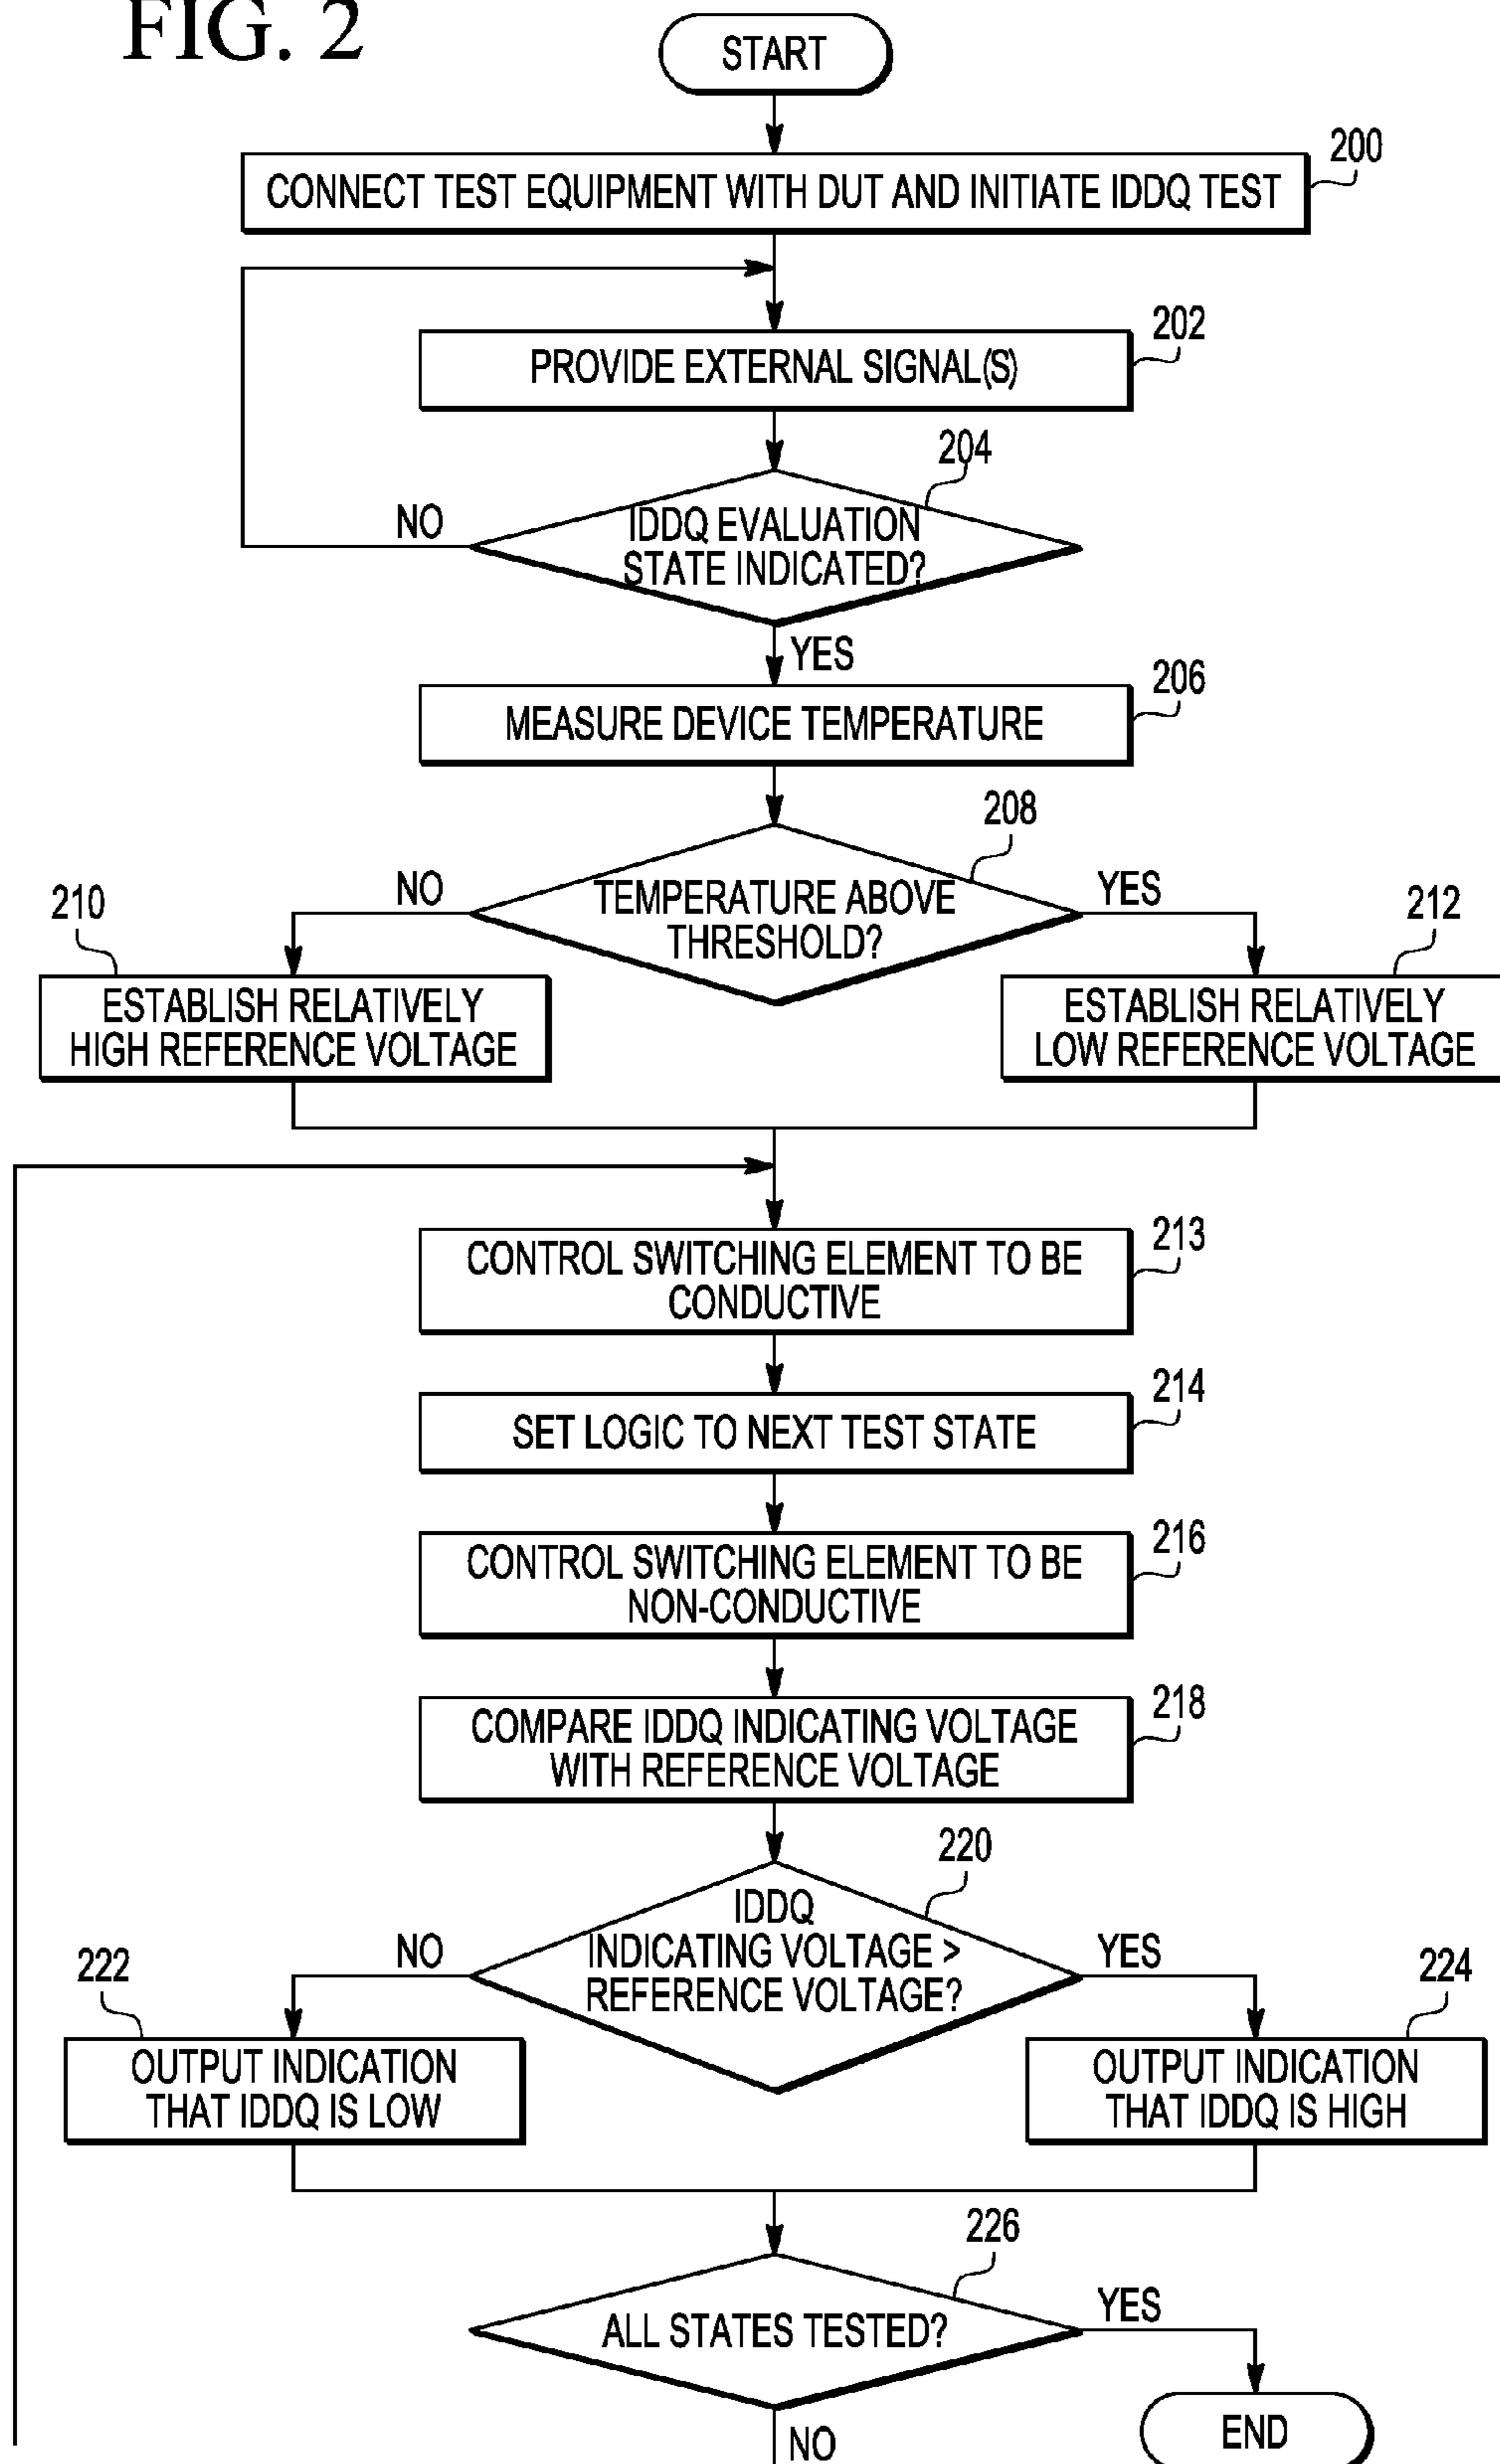 FIG. 2
START
200
CONNECT TEST EQUIPMENT WITH DUT AND INITIATE IDDQ TEST
202
PROVIDE EXTERNAL SIGNAL(S)
204
NO
IDDQ EVALUATION
STATE INDICATED?
YES
206
MEASURE DEVICE TEMPERATURE
208
NO
TEMPERATURE ABOVE
THRESHOLD?
YES
210
ESTABLISH RELATIVELY
HIGH REFERENCE VOLTAGE
212
ESTABLISH RELATIVELY
LOW REFERENCE VOLTAGE
213
CONTROL SWITCHING ELEMENT TO BE
CONDUCTIVE
214
SET LOGIC TO NEXT TEST STATE
216
CONTROL SWITCHING ELEMENT TO BE
NON-CONDUCTIVE
218
COMPARE IDDQ INDICATING VOLTAGE
WITH REFERENCE VOLTAGE
220
NO
IDDQ
INDICATING VOLTAGE >
REFERENCE VOLTAGE?
YES
222
OUTPUT INDICATION
THAT IDDQ IS LOW
224
OUTPUT INDICATION
THAT IDDQ IS HIGH
226
ALL STATES TESTED?
YES
END
NO